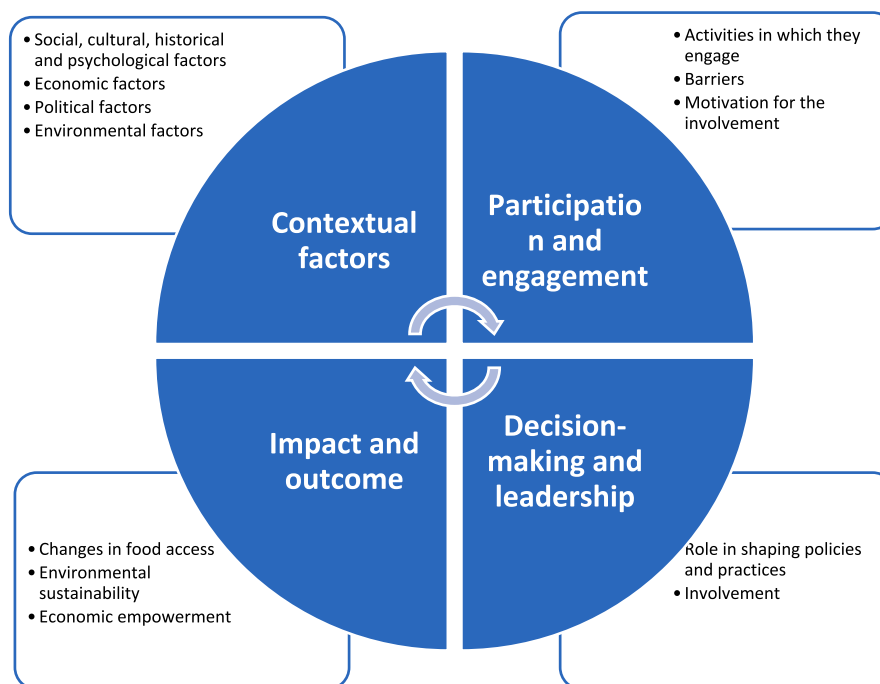 • Social, cultural, historical
and psychological factors
• Economic factors
• Political factors
• Environmental factors
• Activities in which they
engage
• Barriers
• Motivation for the
involvement
Contextual
factors
Participatio
n and
engagement
Impact and
outcome
Decision-
making and
leadership
• Changes in food access
• Environmental
sustainability
• Economic empowerment
• Role in shaping policies
and practices
• Involvement